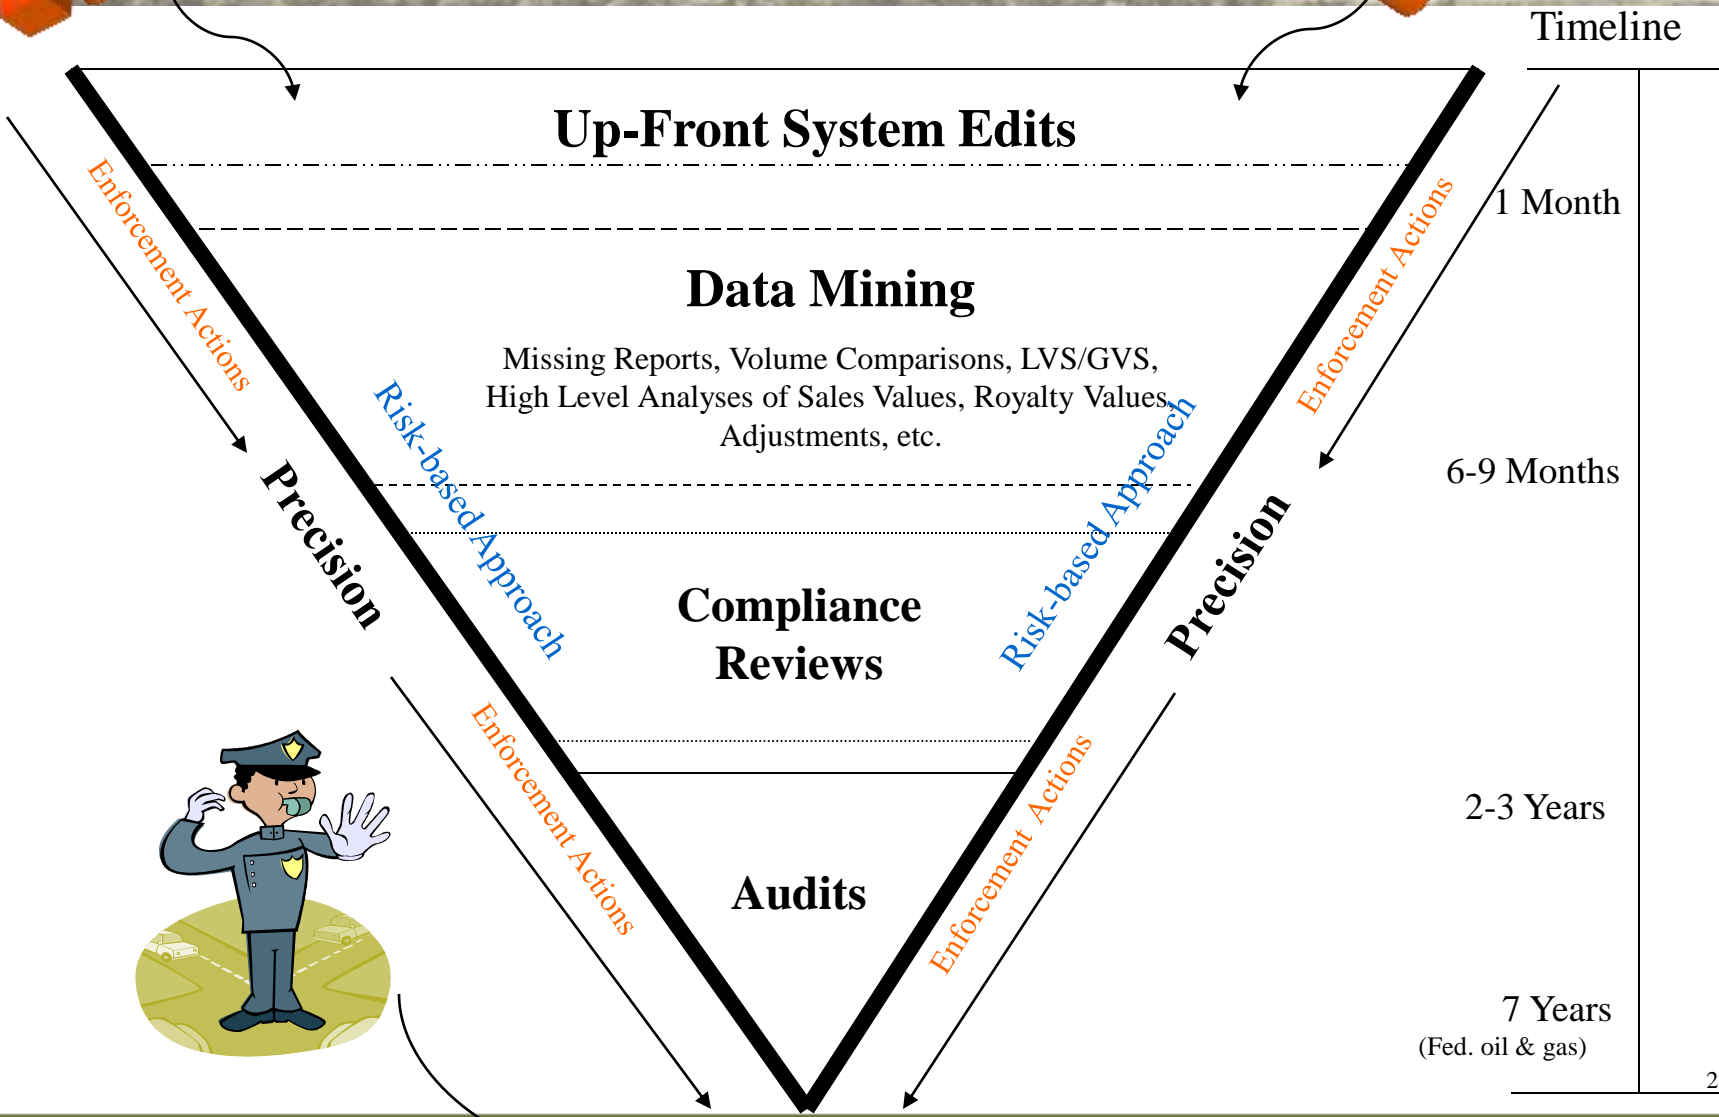 Timeline
Up-Front System Edits
Enforcement Actions
Enforcement Actions
1 Month
Data Mining
Missing Reports, Volume Comparisons, LVS/GVS,
High Level Analyses of Sales Values, Royalty Values,
Adjustments, etc.
Risk-based Approach
Risk-based Approach
6-9 Months
Precision
Precision
Compliance
Reviews
Enforcement Actions
Enforcement Actions
2-3 Years
Audits
7 Years
(Fed. oil & gas)
2